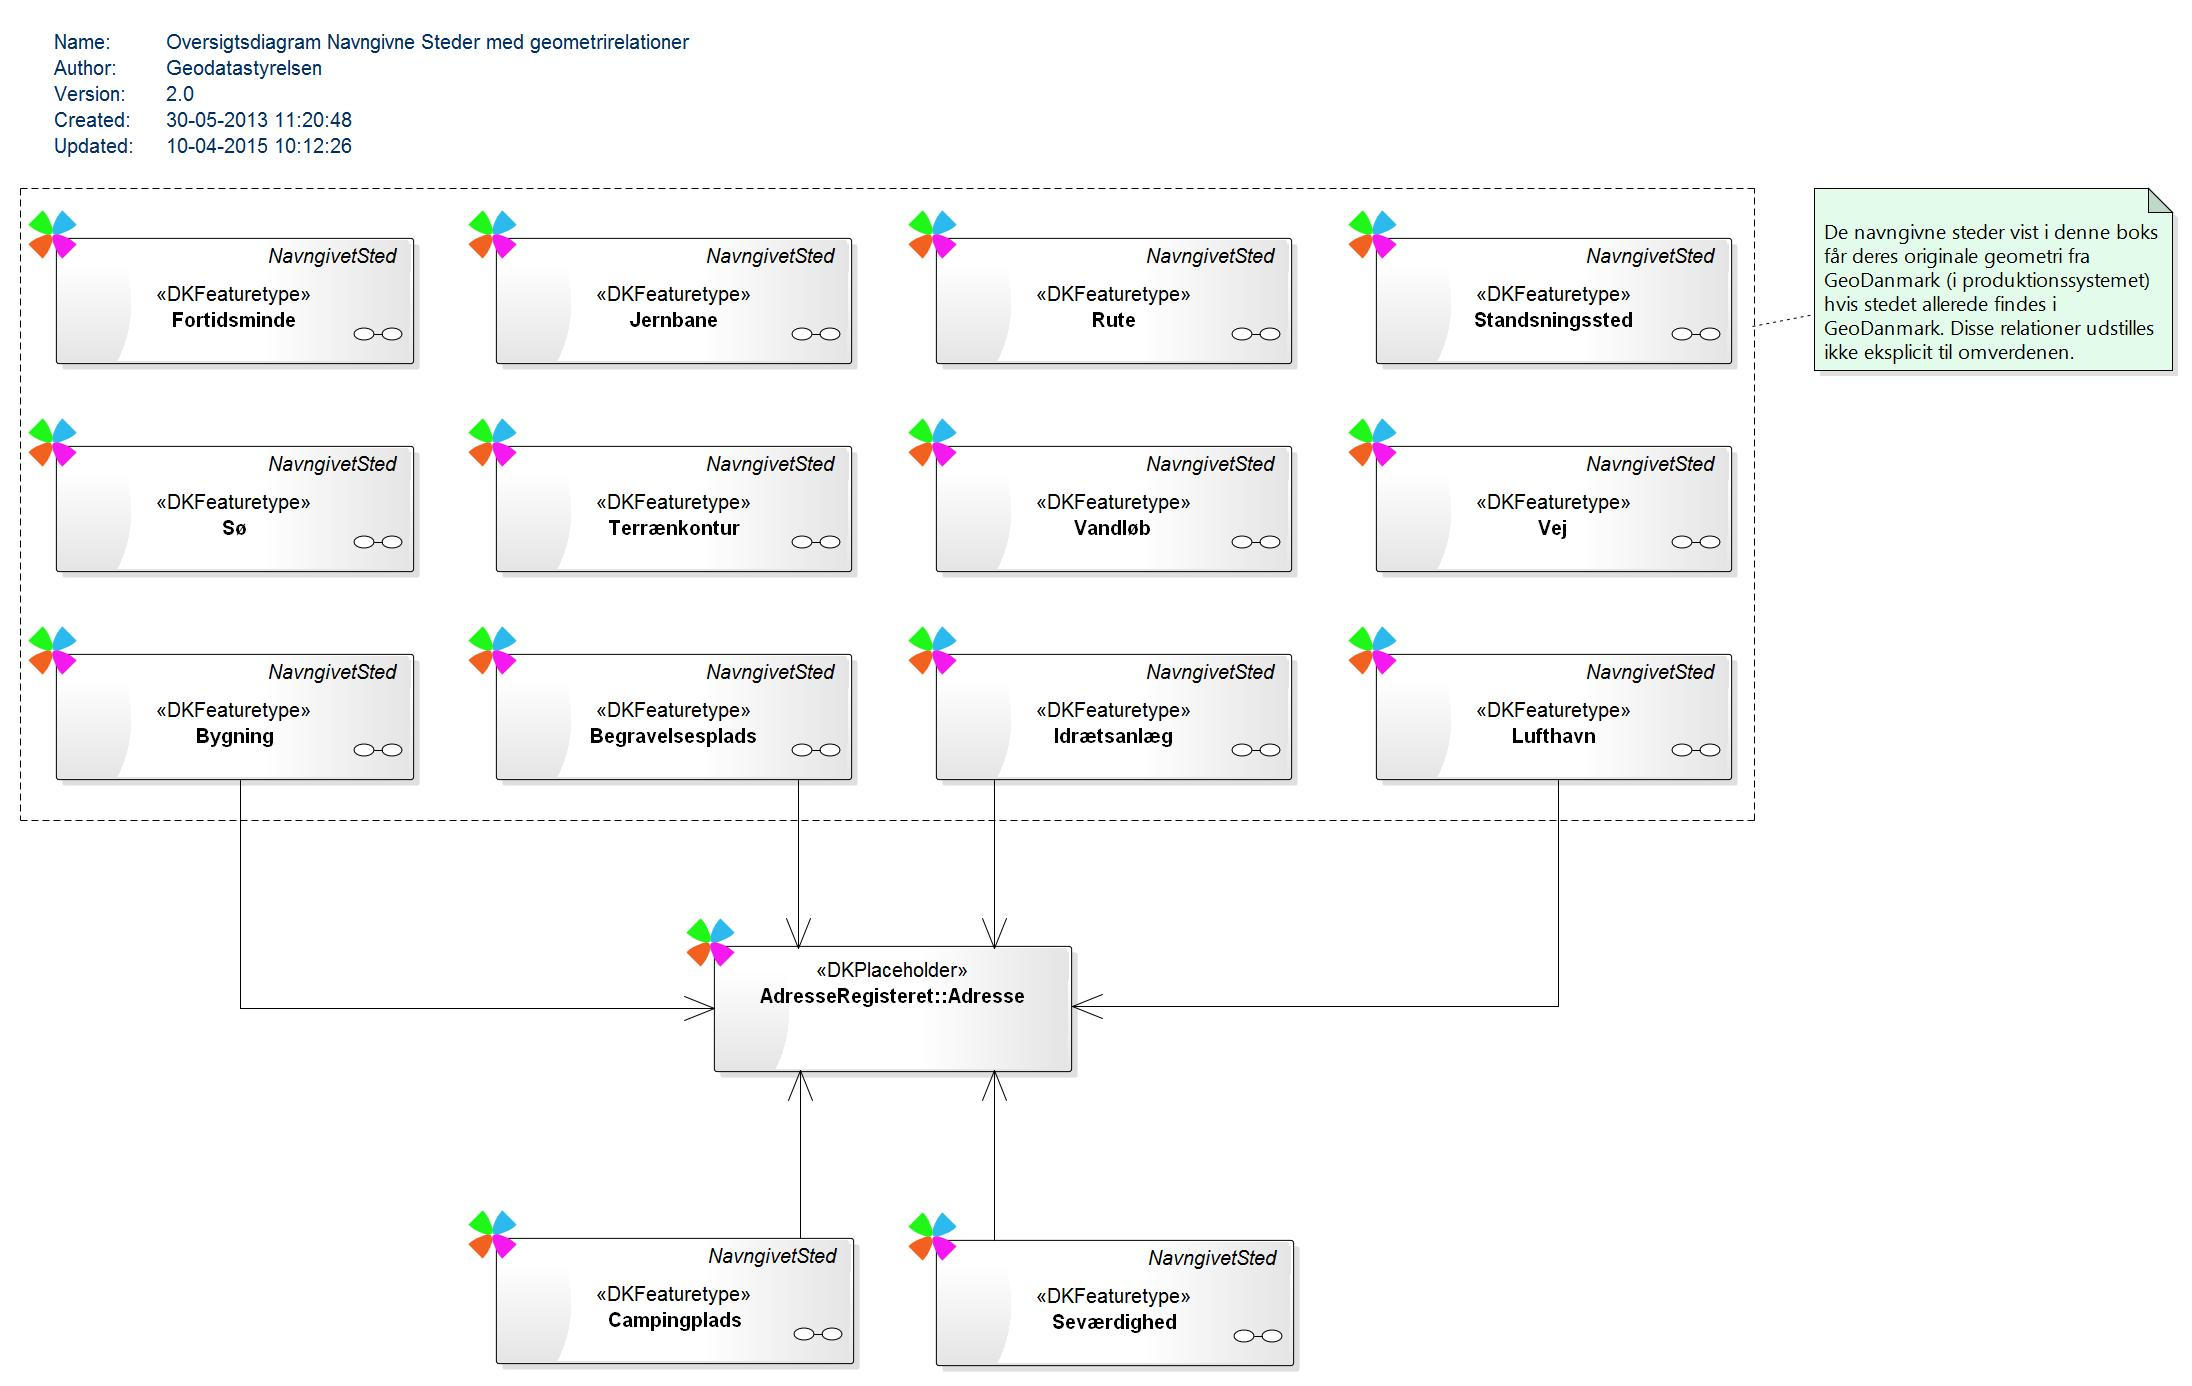 Name: Oversigtsdiagram Navngivne Steder med geometrirelationer
Author: Geodatastyrelsen
Version: 2.0
Created: 30-05-2013 11:20:48
Updated: 10-04-2015 10:12:26
NavngivetSted
«DKFeaturetype»
Fortidsminde
NavngivetSted
«DKFeaturetype»
Jernbane
NavngivetSted
«DKFeaturetype»
Rute
NavngivetSted
«DKFeaturetype»
Standsningssted
De navngivne steder vist i denne boks
får deres originale geometri fra
GeoDanmark (i produktionssystemet)
hvis stedet allerede findes i
GeoDanmark. Disse relationer udstilles
ikke eksplicit til omverdenen.
NavngivetSted
«DKFeaturetype»
Sø
NavngivetSted
«DKFeaturetype»
Terrænkontur
NavngivetSted
«DKFeaturetype»
Vandløb
NavngivetSted
«DKFeaturetype»
Vej
NavngivetSted
«DKFeaturetype»
Bygning
NavngivetSted
«DKFeaturetype»
Begravelsesplads
NavngivetSted
«DKFeaturetype»
Idrætsanlæg
NavngivetSted
«DKFeaturetype»
Lufthavn
«DKPlaceholder»
AdresseRegisteret::Adresse
NavngivetSted
«DKFeaturetype»
Campingplads
NavngivetSted
«DKFeaturetype»
Seværdighed